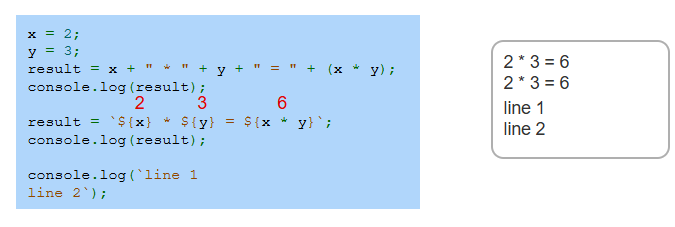 x = 2;
y = 3;
result = x + " * " + y + " = " + (x * y);
console.log(result);
2 3 6
result = `${x} * ${y} = ${x * y}`;
console.log(result);
console.log(`line 1
line 2`);
2 * 3 = 6
2 * 3 = 6
line 1
line 2